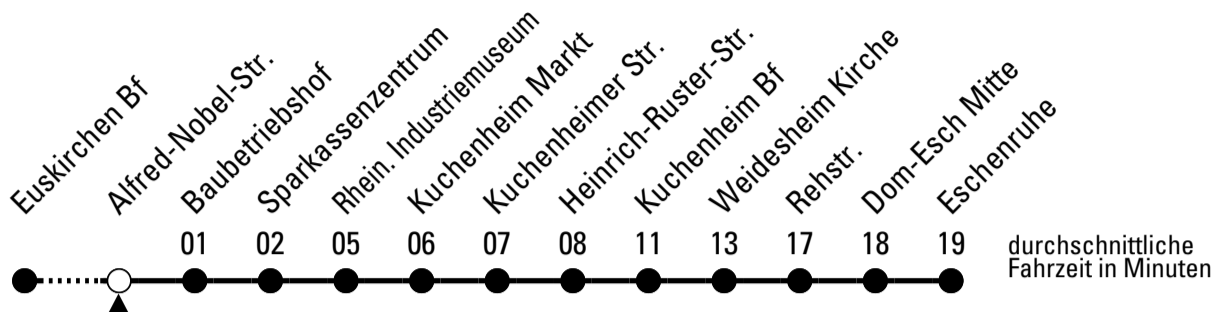 Euskirchen Bf
Alfred-Nobel-Str.
Baubetriebshof
Sparkassenzentrum
Rhein. Industriemuseum
Kuchenheim Markt
Kuchenheimer Str.
Heinrich-Ruster-Str.
Kuchenheim Bf
Weidesheim Kirche
Rehstr.
Dom-Esch Mitte
Eschenruhe
01 02 05 06 07 08 11 13 17 18 19
durchschnittliche
Fahrzeit in Minuten